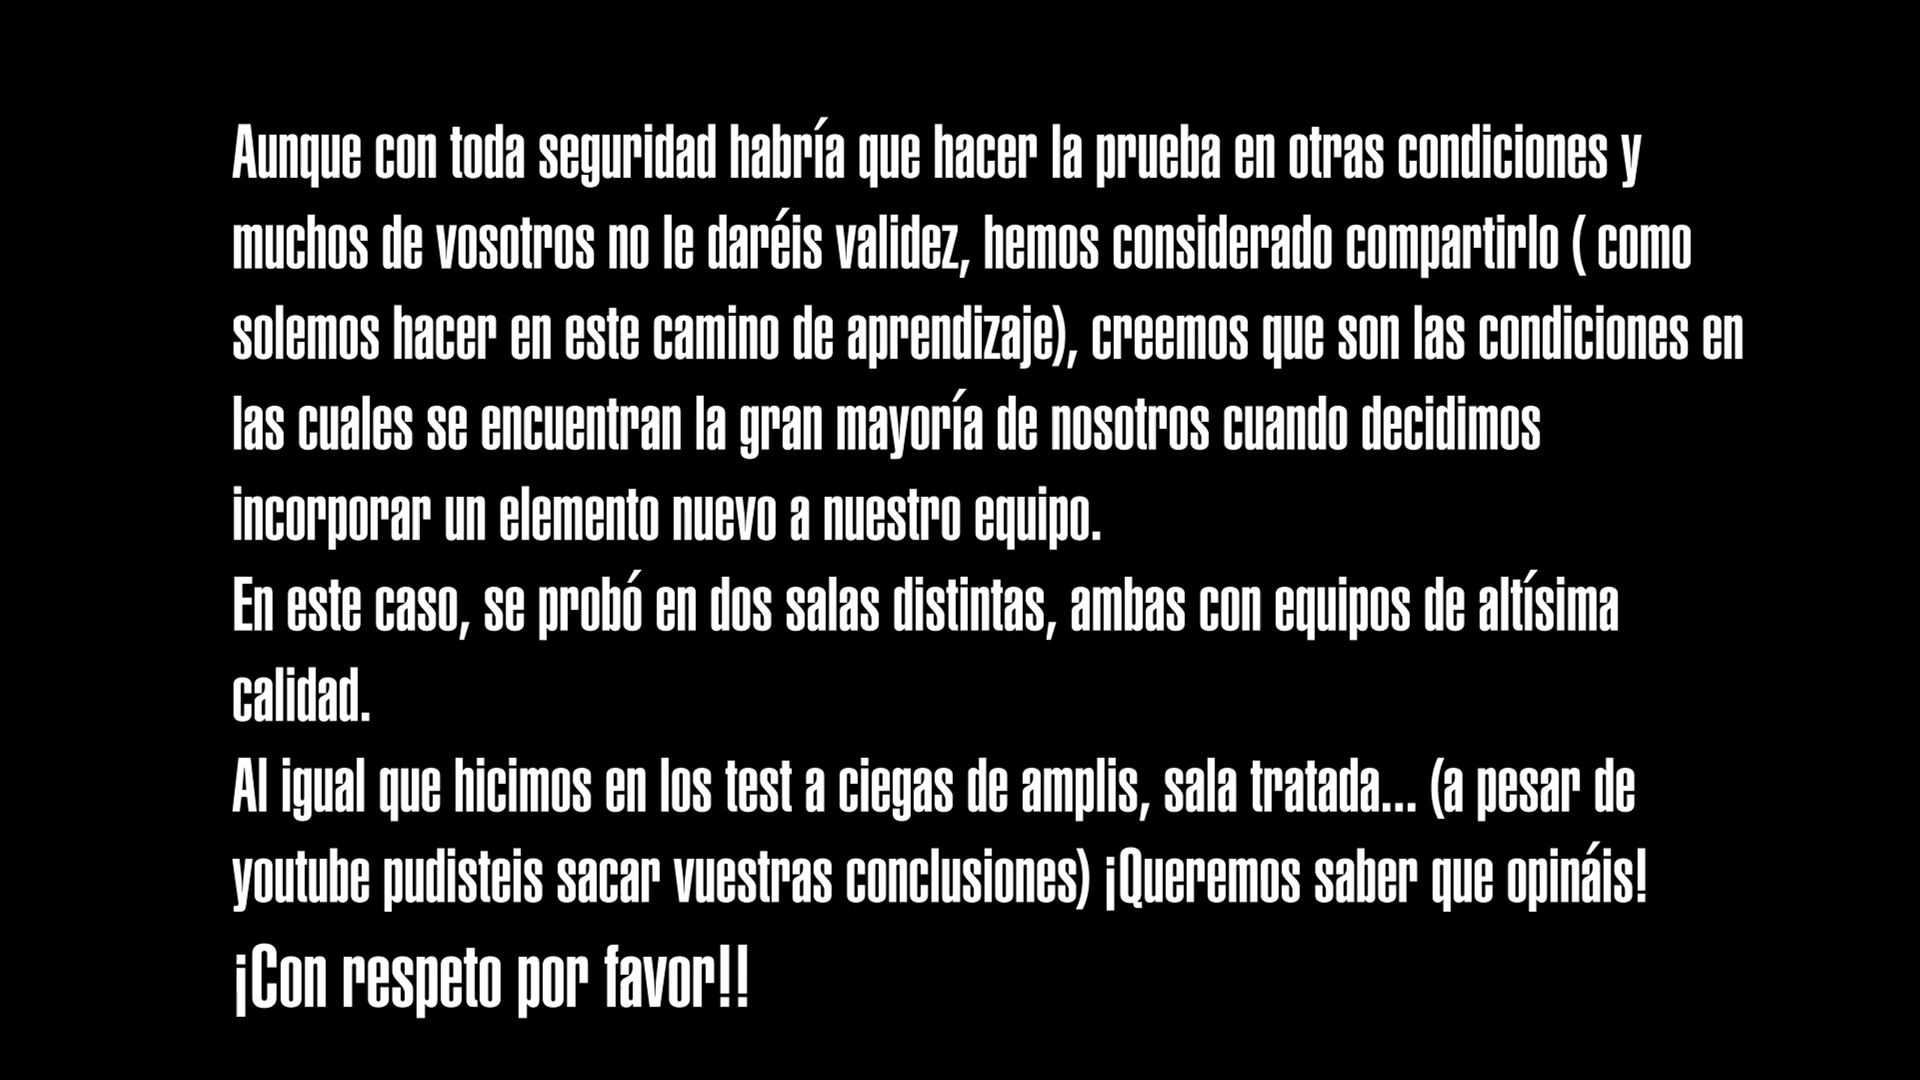 Aunque con toda seguridad habría que hacer la prueba en otras condiciones y
muchos de vosotros no le daréis validez, hemos considerado compartirlo ( como
solemos hacer en este camino de aprendizaje), creemos que son las condiciones en
las cuales se encuentran la gran mayoría de nosotros cuando decidimos
incorporar un elemento nuevo a nuestro equipo.
En este caso, se probó en dos salas distintas, ambas con equipos de altísima
calidad.
Al igual que hicimos en los test a ciegas de amplis, sala tratada... (a pesar de
youtube pudisteis sacar vuestras conclusiones) ¡Queremos saber que opináis!
¡Con respeto por favor!!